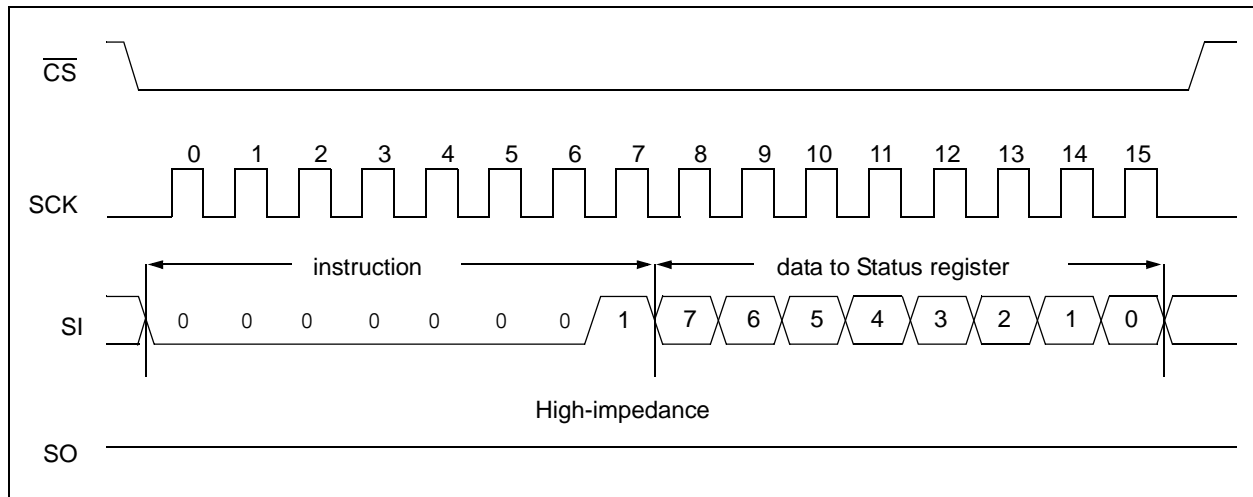 CS
0 1 2 3 4 5 6 7 8 9 10 11 12 13 14 15
SCK
instruction data to Status register
SI 0 0 0 0 0 0 0 1 7 6 5 4 3 2 1 0
High-impedance
SO